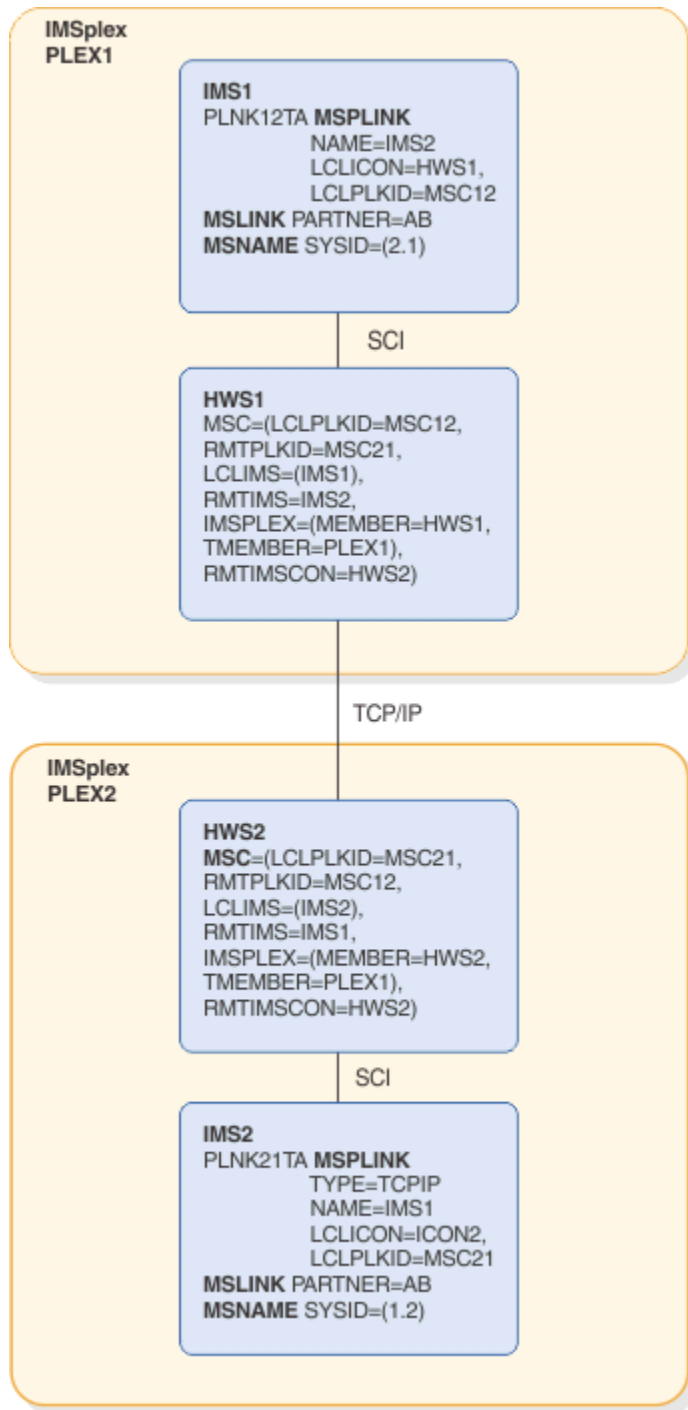 IMSplex
PLEX1
IMS1
PLNK12TA MSPLINK
NAME=IMS2
LCLICON=HWS1,
LCLPLKID=MSC12
MSLINK PARTNER=AB
MSNAME SYSID=(2.1)
SCI
HWS1
MSC=(LCLPLKID=MSC12,
RMTPLKID=MSC21,
LCLIMS=(IMS1),
RMTIMS=IMS2,
IMSPLEX=(MEMBER=HWS1,
TMEMBER=PLEX1),
RMTIMSCON=HWS2)
TCP/IP
IMSplex
PLEX2
HWS2
MSC=(LCLPLKID=MSC21,
RMTPLKID=MSC12,
LCLIMS=(IMS2),
RMTIMS=IMS1,
IMSPLEX=(MEMBER=HWS2,
TMEMBER=PLEX1),
RMTIMSCON=HWS2)
SCI
IMS2
PLNK21TA MSPLINK
TYPE=TCPIP
NAME=IMS1
LCLICON=ICON2,
LCLPLKID=MSC21
MSLINK PARTNER=AB
MSNAME SYSID=(1.2)